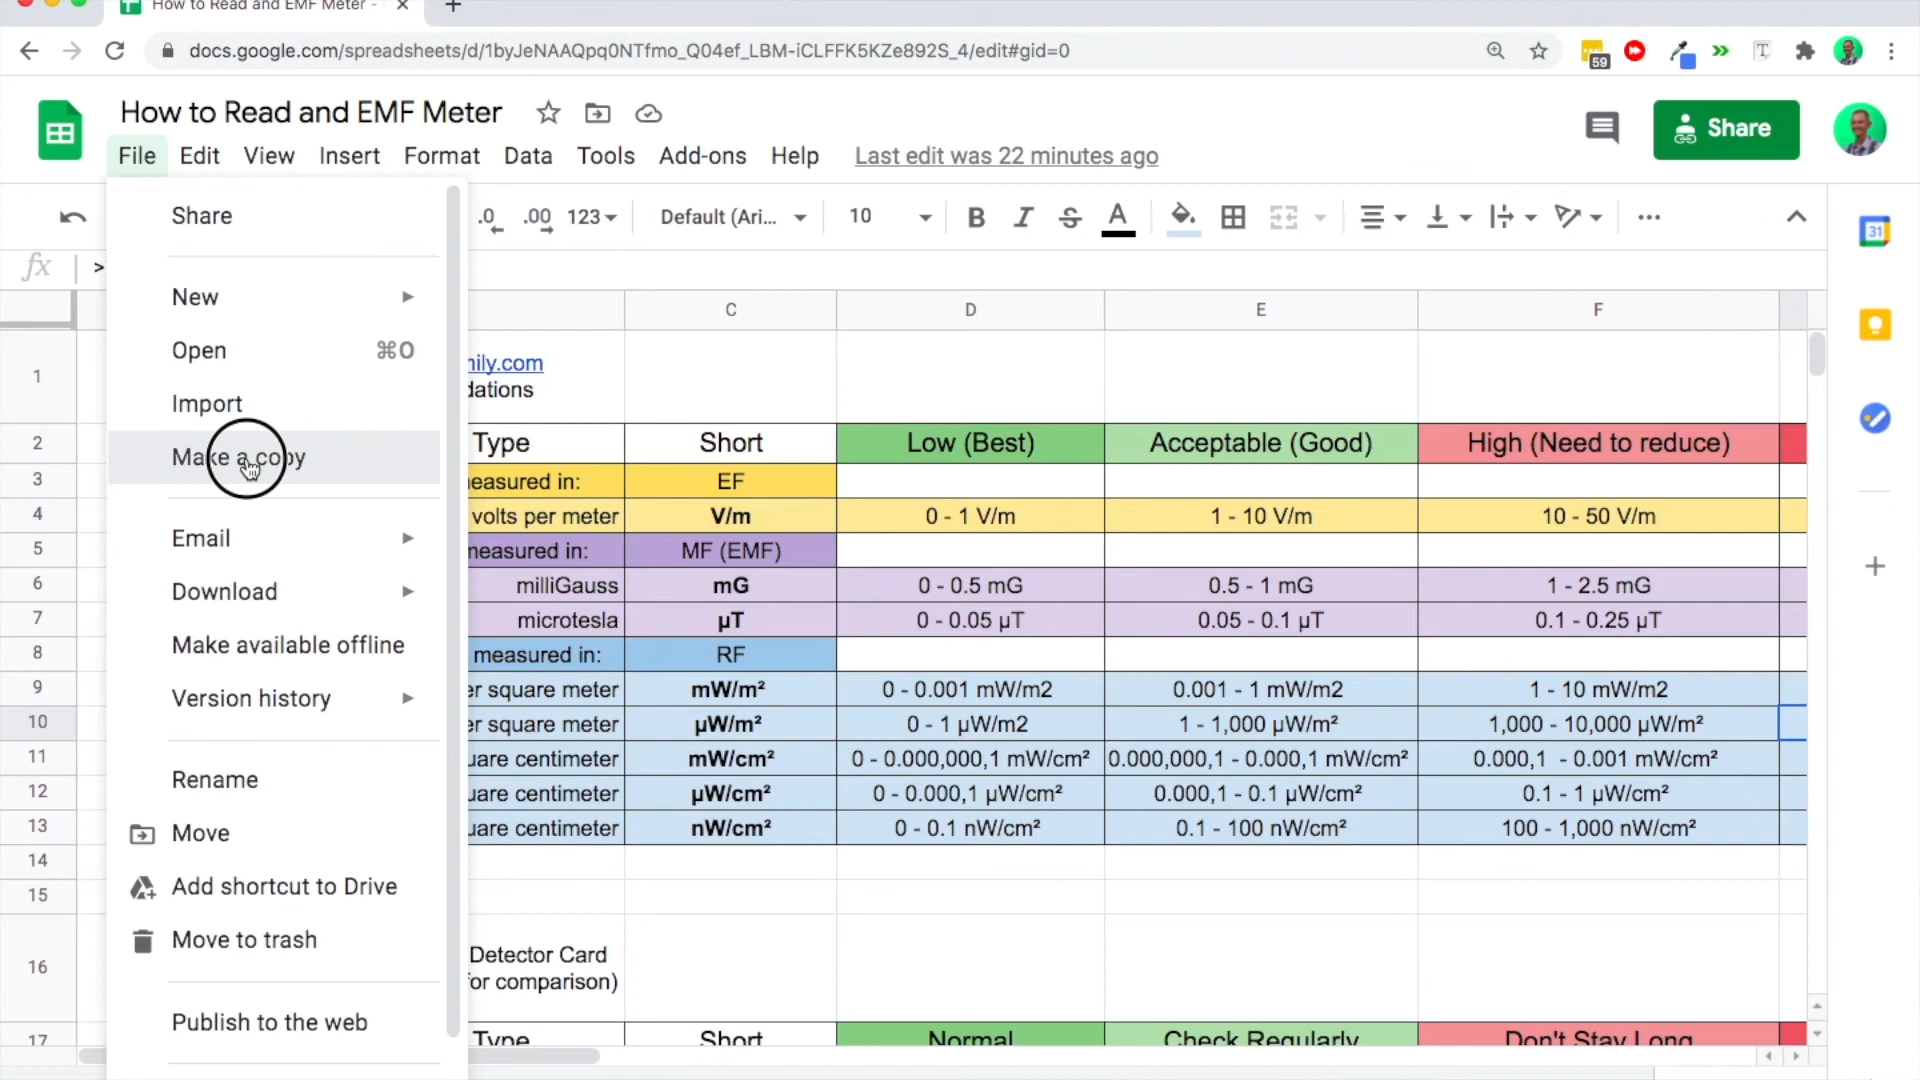 How to Read and EMF Meter -
docs.google.com/spreadsheets/d/1byJeNAAQpq0NTfmo_Q04ef_LBM-iCLFFK5KZe892S_4/edit#gid=0
59
How to Read and EMF Meter
Share
File Edit View Insert Format Data Tools Add-ons Help Last edit was 22 minutes ago
.0 .00 123 Default (Ari... 10 B I S A
31
fx >
Share
New
Open ⌘O
Import
Make a copy
Email
Download
Make available offline
Version history
Rename
Move
Add shortcut to Drive
Move to trash
Publish to the web
C D E F
1 nily.com
dations
2 Type Short Low (Best) Acceptable (Good) High (Need to reduce)
3 neasured in: EF
4 volts per meter V/m 0 - 1 V/m 1 - 10 V/m 10 - 50 V/m
5 neasured in: MF (EMF)
6 milliGauss mG 0 - 0.5 mG 0.5 - 1 mG 1 - 2.5 mG
7 microtesla µT 0 - 0.05 µT 0.05 - 0.1 µT 0.1 - 0.25 µT
8 measured in: RF
9 er square meter mW/m² 0 - 0.001 mW/m2 0.001 - 1 mW/m2 1 - 10 mW/m2
10 er square meter µW/m² 0 - 1 µW/m2 1 - 1,000 µW/m² 1,000 - 10,000 µW/m²
11 uare centimeter mW/cm² 0 - 0.000,000,1 mW/cm² 0.000,000,1 - 0.000,1 mW/cm² 0.000,1 - 0.001 mW/cm²
12 uare centimeter µW/cm² 0 - 0.000,1 µW/cm² 0.000,1 - 0.1 µW/cm² 0.1 - 1 µW/cm²
13 uare centimeter nW/cm² 0 - 0.1 nW/cm² 0.1 - 100 nW/cm² 100 - 1,000 nW/cm²
14
15
16 Detector Card
for comparison)
17 Type Short Normal Check Regularly Don't Stay Long